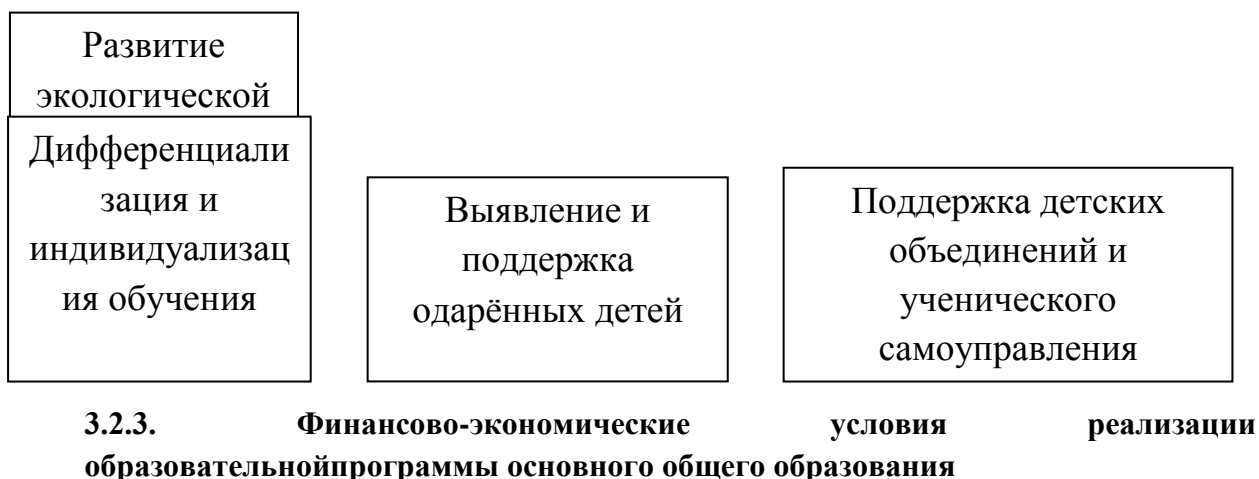 Развитие
экологической
Дифференциали
зация и
индивидуализац
ия обучения
Выявление и
поддержка
одарённых детей
Поддержка детских
объединений и
ученического
самоуправления
3.2.3. Финансово-экономические условия реализации
образовательнойпрограммы основного общего образования